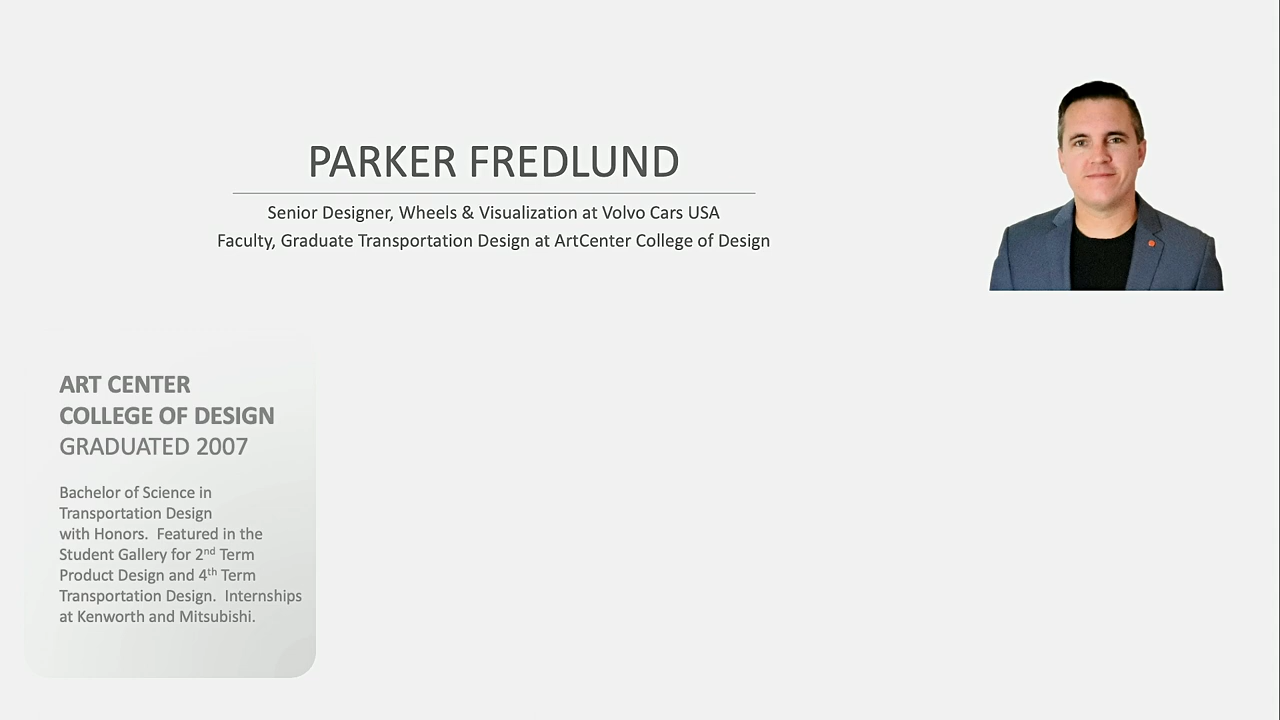 PARKER FREDLUND
Senior Designer, Wheels & Visualization at Volvo Cars USA
Faculty, Graduate Transportation Design at ArtCenter College of Design
ART CENTER
COLLEGE OF DESIGN
GRADUATED 2007
Bachelor of Science in
Transportation Design
with Honors.  Featured in the
Student Gallery for 2nd Term
Product Design and 4th Term
Transportation Design.  Internships
at Kenworth and Mitsubishi.